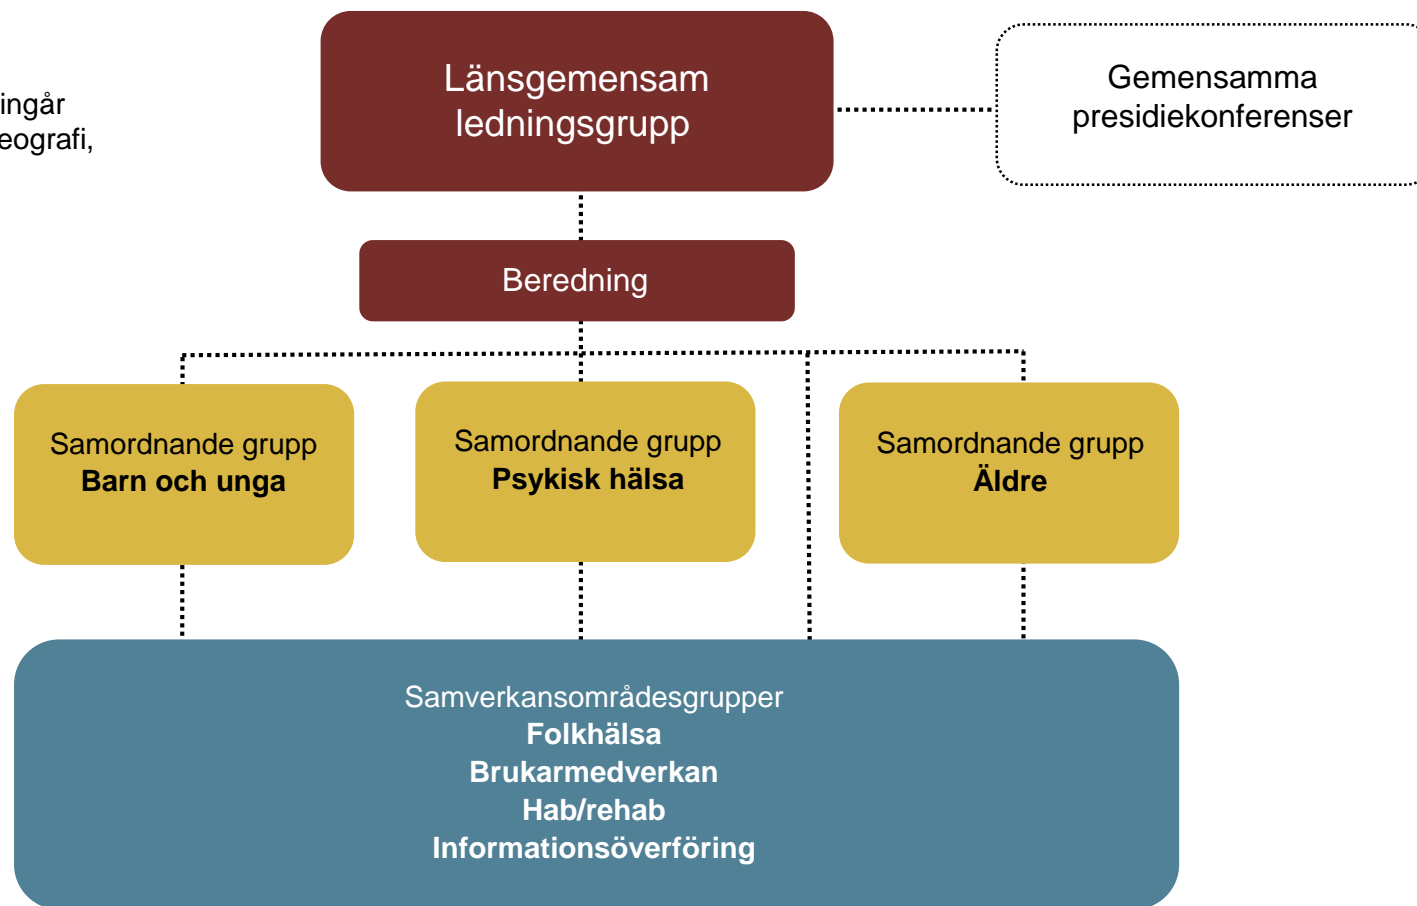 ingår
eografi,
Länsgemensam
ledningsgrupp
Gemensamma
presidiekonferenser
Beredning
Samordnande grupp
Barn och unga
Samordnande grupp
Psykisk hälsa
Samordnande grupp
Äldre
Samverkansområdesgrupper
Folkhälsa
Brukarmedverkan
Hab/rehab
Informationsöverföring